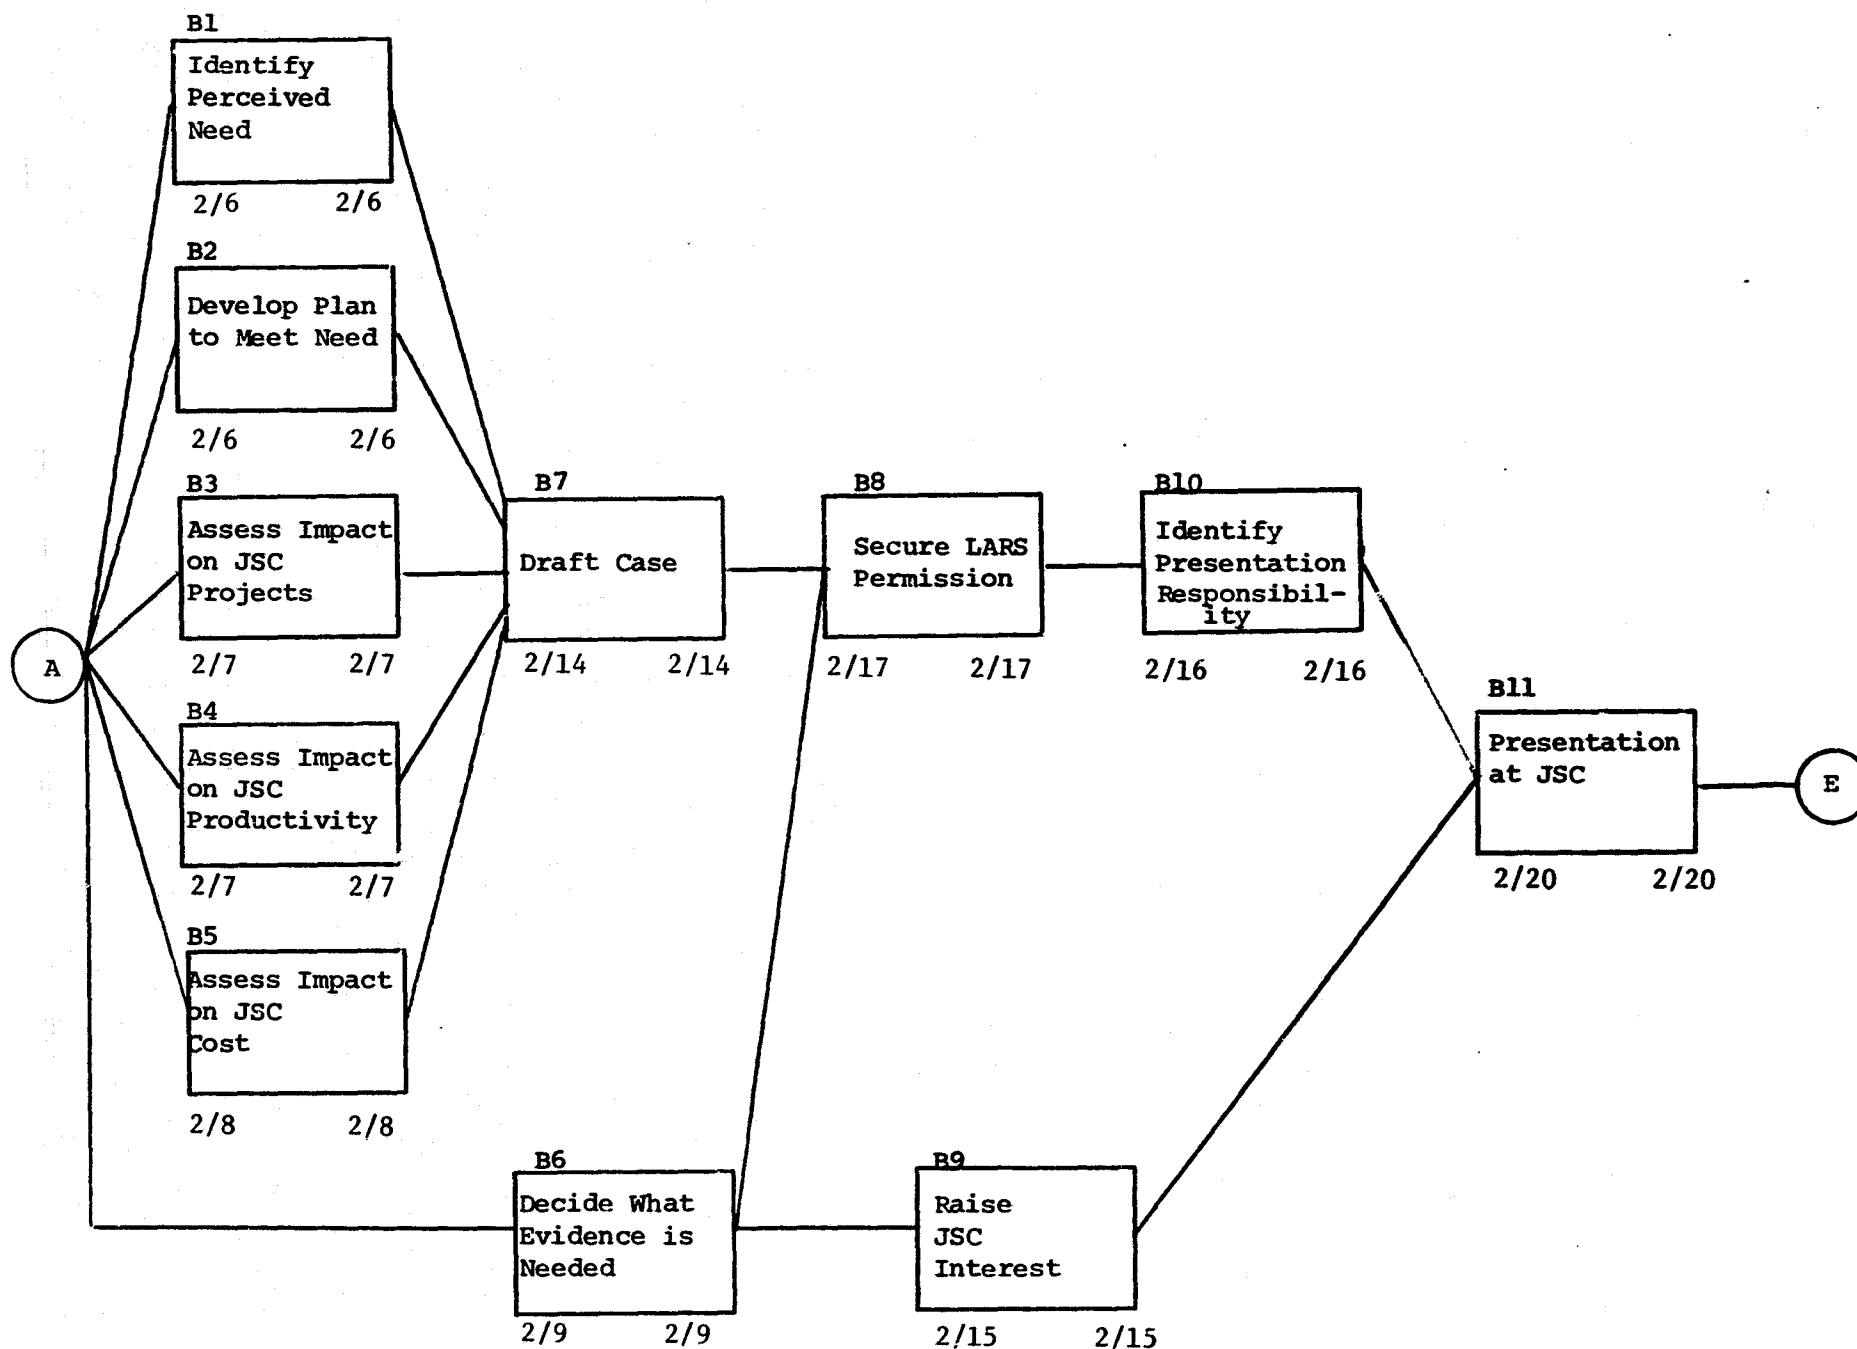 B1
Identify
Perceived
Need
2/6 2/6
B2
Develop Plan
to Meet Need
2/6 2/6
B3
Assess Impact
on JSC
Projects
2/7 2/7
B4
Assess Impact
on JSC
Productivity
2/7 2/7
B5
Assess Impact
on JSC
Cost
2/8 2/8
A
B7
Draft Case
2/14 2/14
B6
Decide What
Evidence is
Needed
2/9 2/9
B8
Secure LARS
Permission
2/17 2/17
B9
Raise
JSC
Interest
2/15 2/15
B10
Identify
Presentation
Responsibil-
ity
2/16 2/16
B11
Presentation
at JSC
2/20 2/20
E